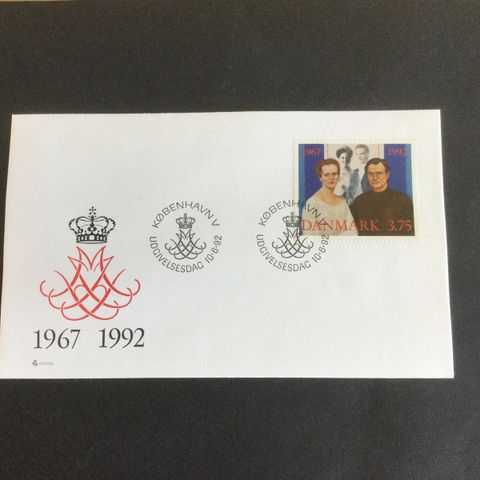 1967 1992
DANMARK 3.75
KØBENHAVN V
UDGIVELSESDAG 10-6-92
KØBENHAVN V
UDGIVELSESDAG 10-6-92
1967 1992